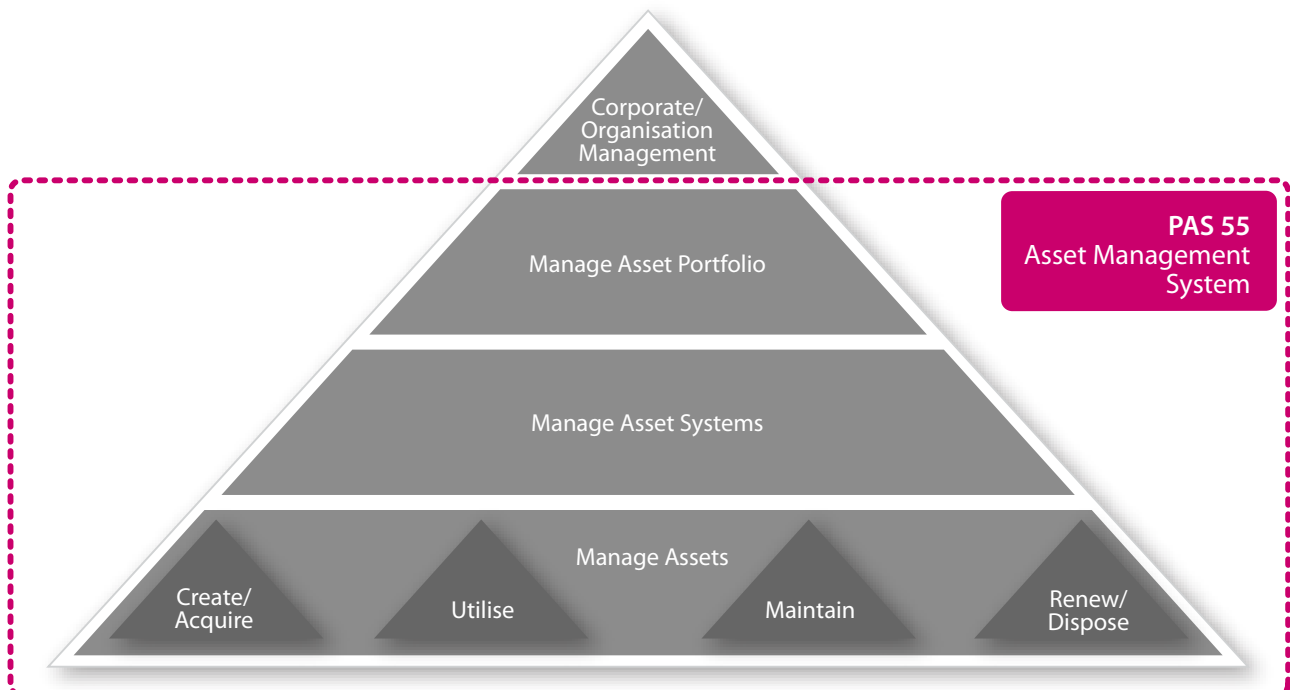 Corporate/
Organisation
Management
PAS 55
Asset Management
System
Manage Asset Portfolio
Manage Asset Systems
Manage Assets
Create/
Acquire
Utilise
Maintain
Renew/
Dispose